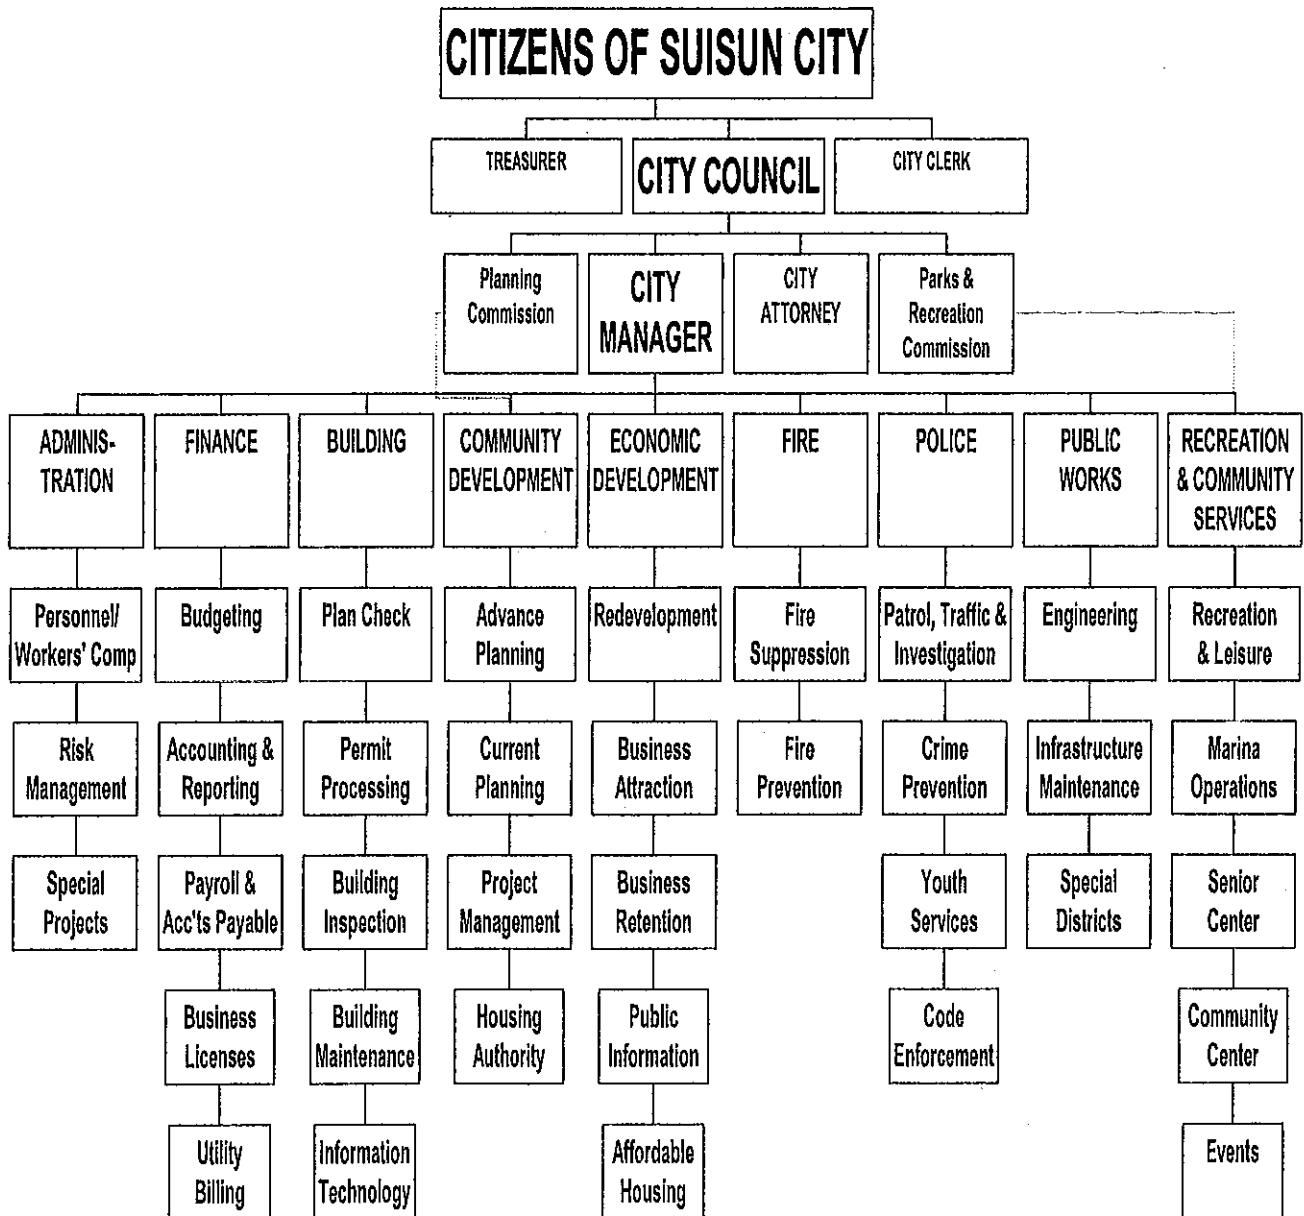 CITIZENS OF SUISUN CITY
TREASURER
CITY COUNCIL
CITY CLERK
Planning
Commission
CITY
MANAGER
CITY
ATTORNEY
Parks &
Recreation
Commission
ADMINIS-
TRATION
FINANCE
BUILDING
COMMUNITY
DEVELOPMENT
ECONOMIC
DEVELOPMENT
FIRE
POLICE
PUBLIC
WORKS
RECREATION
& COMMUNITY
SERVICES
Personnel/
Workers' Comp
Budgeting
Plan Check
Advance
Planning
Redevelopment
Fire
Suppression
Patrol, Traffic &
Investigation
Engineering
Recreation
& Leisure
Risk
Management
Accounting &
Reporting
Permit
Processing
Current
Planning
Business
Attraction
Fire
Prevention
Crime
Prevention
Infrastructure
Maintenance
Marina
Operations
Special
Projects
Payroll &
Acc'ts Payable
Building
Inspection
Project
Management
Business
Retention
Youth
Services
Special
Districts
Senior
Center
Business
Licenses
Building
Maintenance
Housing
Authority
Public
Information
Code
Enforcement
Community
Center
Utility
Billing
Information
Technology
Affordable
Housing
Events